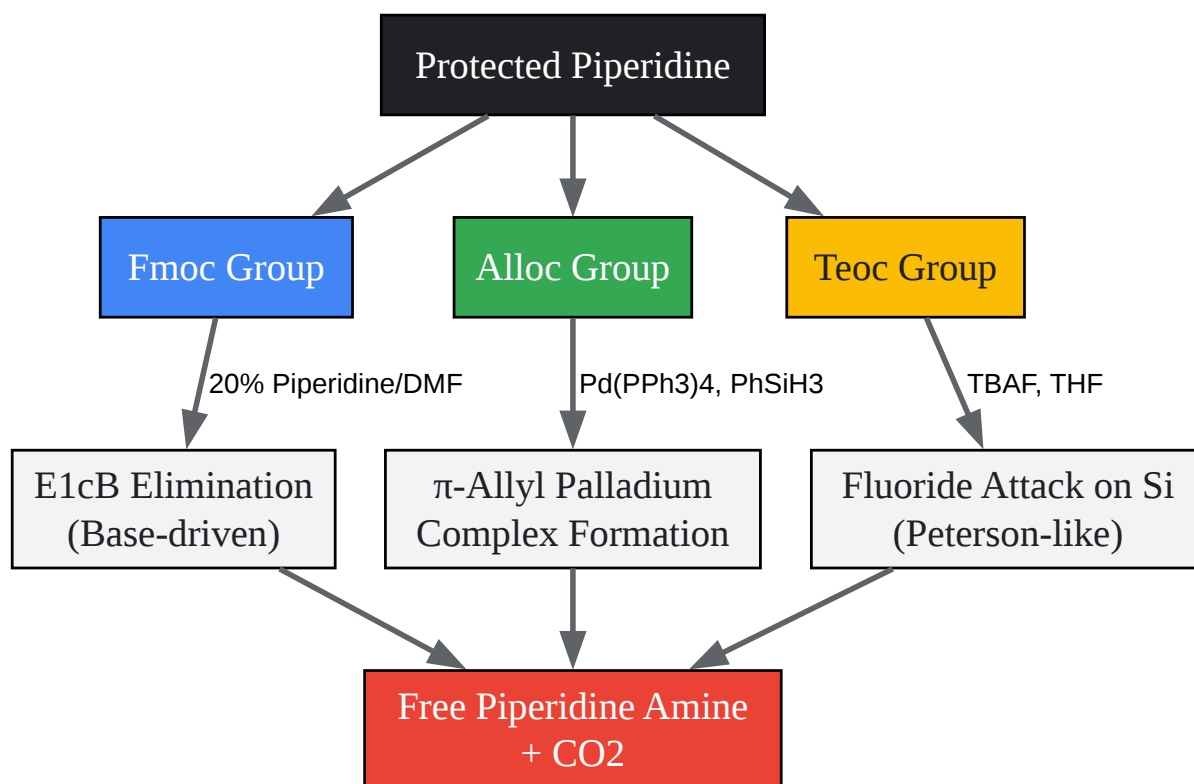 Protected Piperidine
Fmoc Group
Alloc Group
Teoc Group
20% Piperidine/DMF
Pd(PPh3)4, PhSiH3
TBAF, THF
E1cB Elimination
(Base-driven)
π-Allyl Palladium
Complex Formation
Fluoride Attack on Si
(Peterson-like)
Free Piperidine Amine
+ CO2